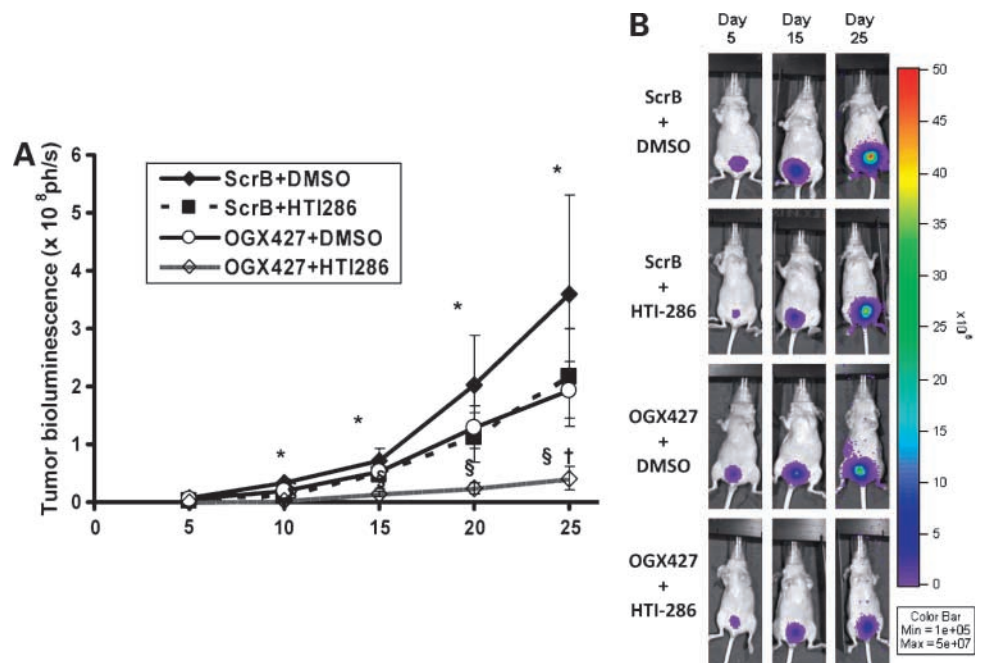 A
Tumor bioluminescence (x 10 8ph/s)
6
5
4
3
2
1
0
ScrB+DMSO
ScrB+HTI286
OGX427+DMSO
OGX427+HTI286
*
*
*
*
§
§
§
§ †
0 5 10 15 20 25
B
Day 5
Day 15
Day 25
ScrB
+
DMSO
ScrB
+
HTI-286
OGX427
+
DMSO
OGX427
+
HTI-286
50
45
40
35
30
25
20
15
10
5
0
x10⁶
Color Bar
Min = 1e+05
Max = 5e+07